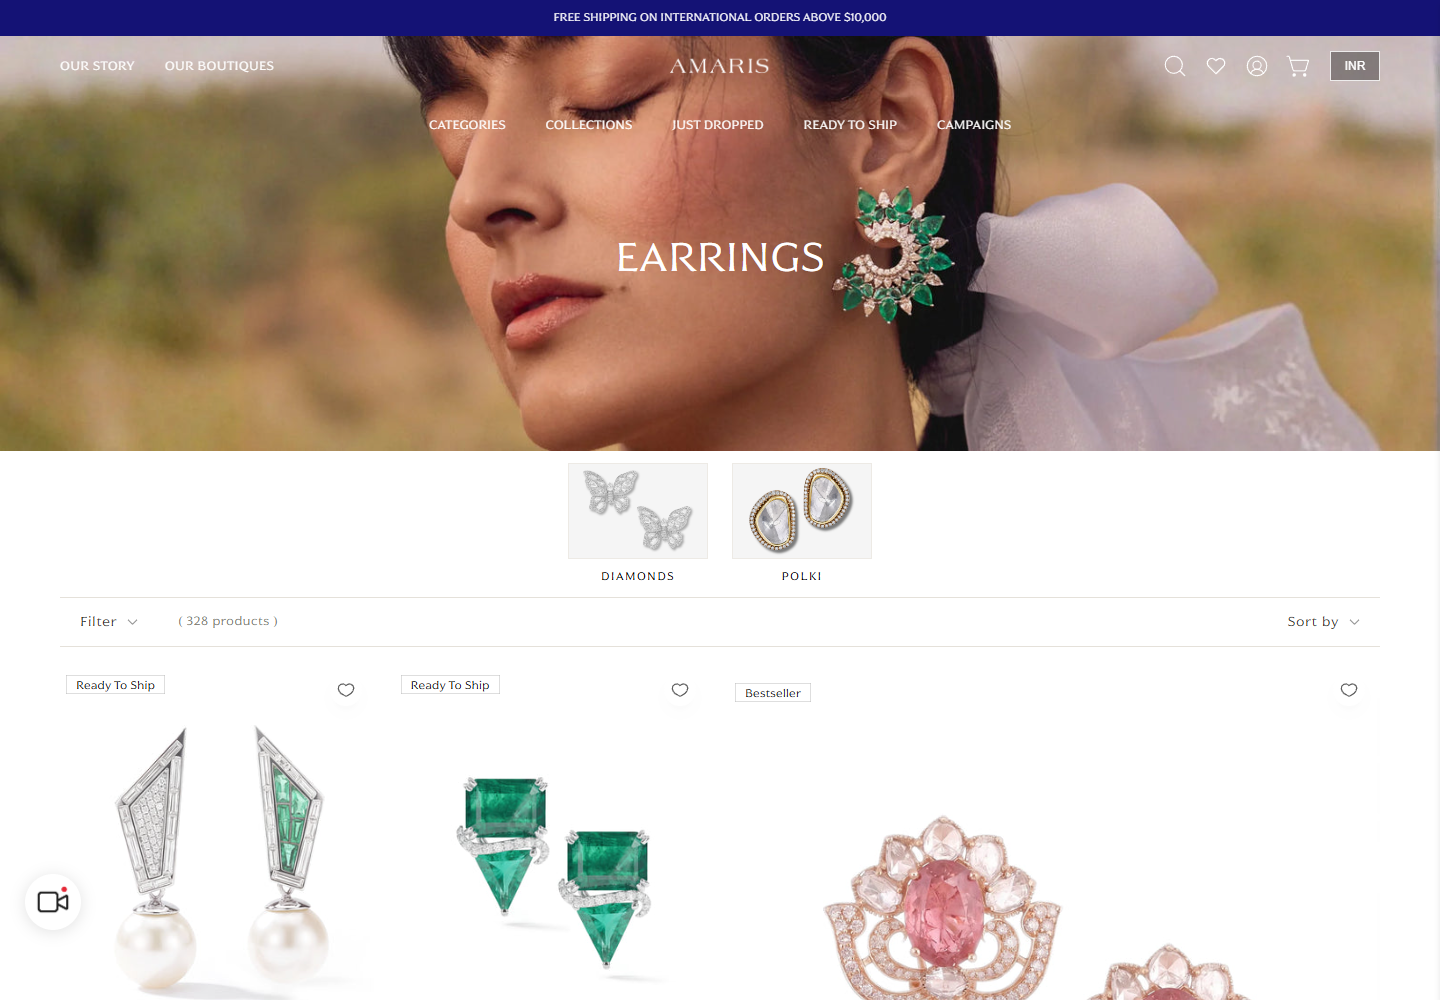 FREE SHIPPING ON INTERNATIONAL ORDERS ABOVE $10,000
OUR STORY
OUR BOUTIQUES
AMARIS
INR
CATEGORIES
COLLECTIONS
JUST DROPPED
READY TO SHIP
CAMPAIGNS
EARRINGS
DIAMONDS
POLKI
Filter
( 328 products )
Sort by
Ready To Ship
Ready To Ship
Bestseller